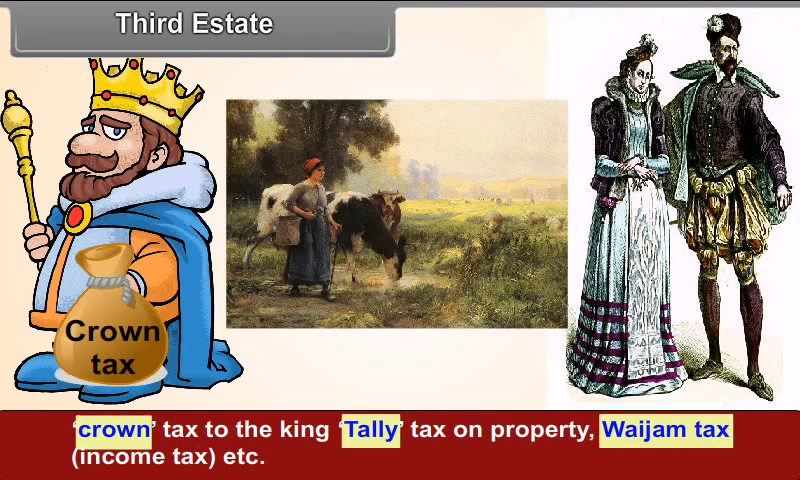 Third Estate
Crown
tax
‘crown’ tax to the king ‘Tally’ tax on property, Waijam tax
(income tax) etc.